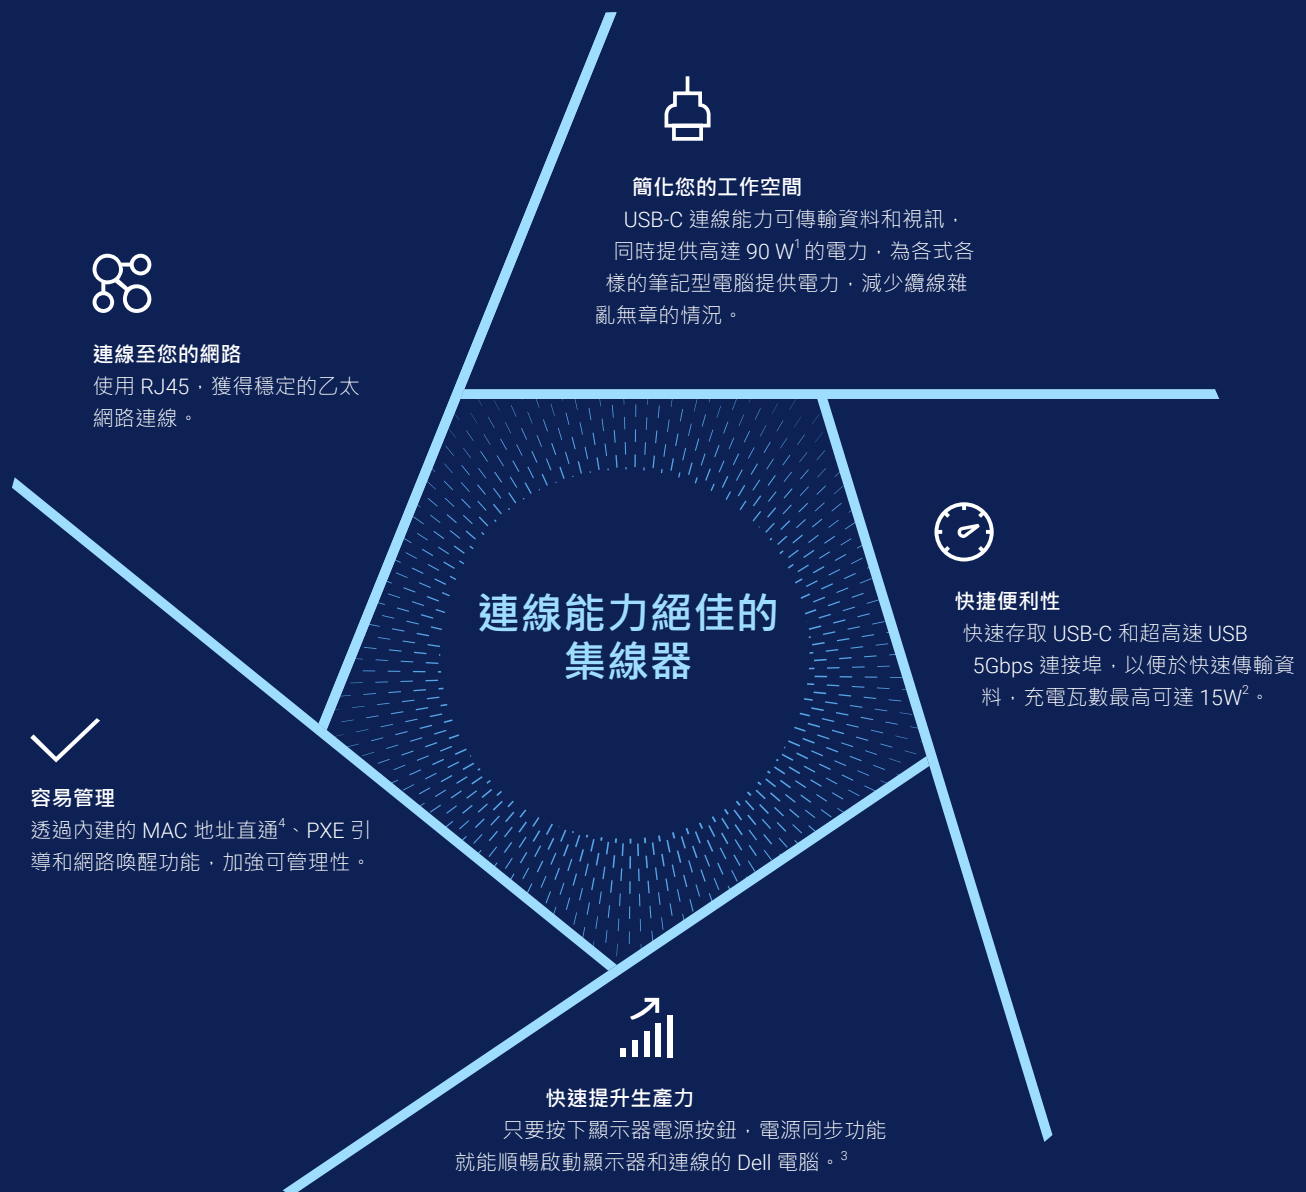 簡化您的工作空間
USB-C 連線能力可傳輸資料和視訊，
同時提供高達 90 W¹ 的電力，為各式各
樣的筆記型電腦提供電力，減少纜線雜
亂無章的情況。
連線至您的網路
使用 RJ45，獲得穩定的乙太
網路連線。
連線能力絕佳的
集線器
快捷便利性
快速存取 USB-C 和超高速 USB
5Gbps 連接埠，以便於快速傳輸資
料，充電瓦數最高可達 15W²。
容易管理
透過內建的 MAC 地址直通⁴、PXE 引
導和網路喚醒功能，加強可管理性。
快速提升生產力
只要按下顯示器電源按鈕，電源同步功能
就能順暢啟動顯示器和連線的 Dell 電腦。³